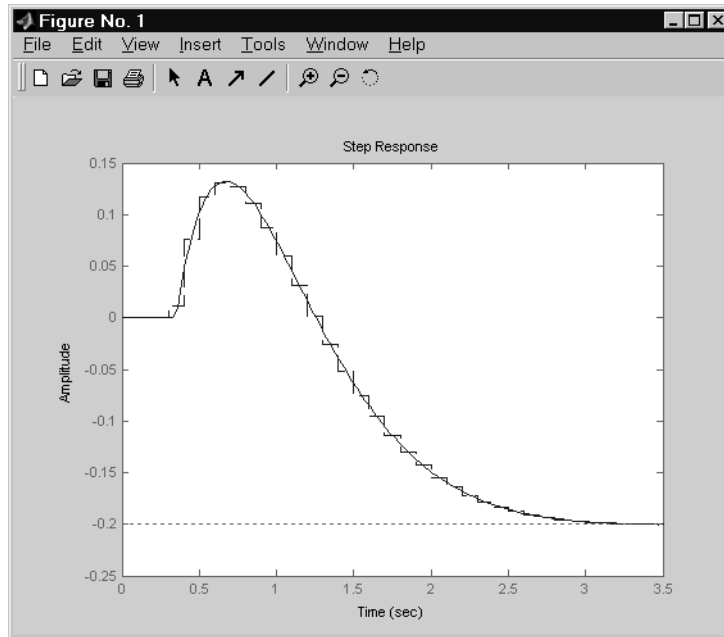 Figure No. 1
File Edit View Insert Tools Window Help
A
Step Response
0.15
0.1
0.05
0
-0.05
-0.1
-0.15
-0.2
-0.25
Amplitude
0 0.5 1 1.5 2 2.5 3 3.5
Time (sec)